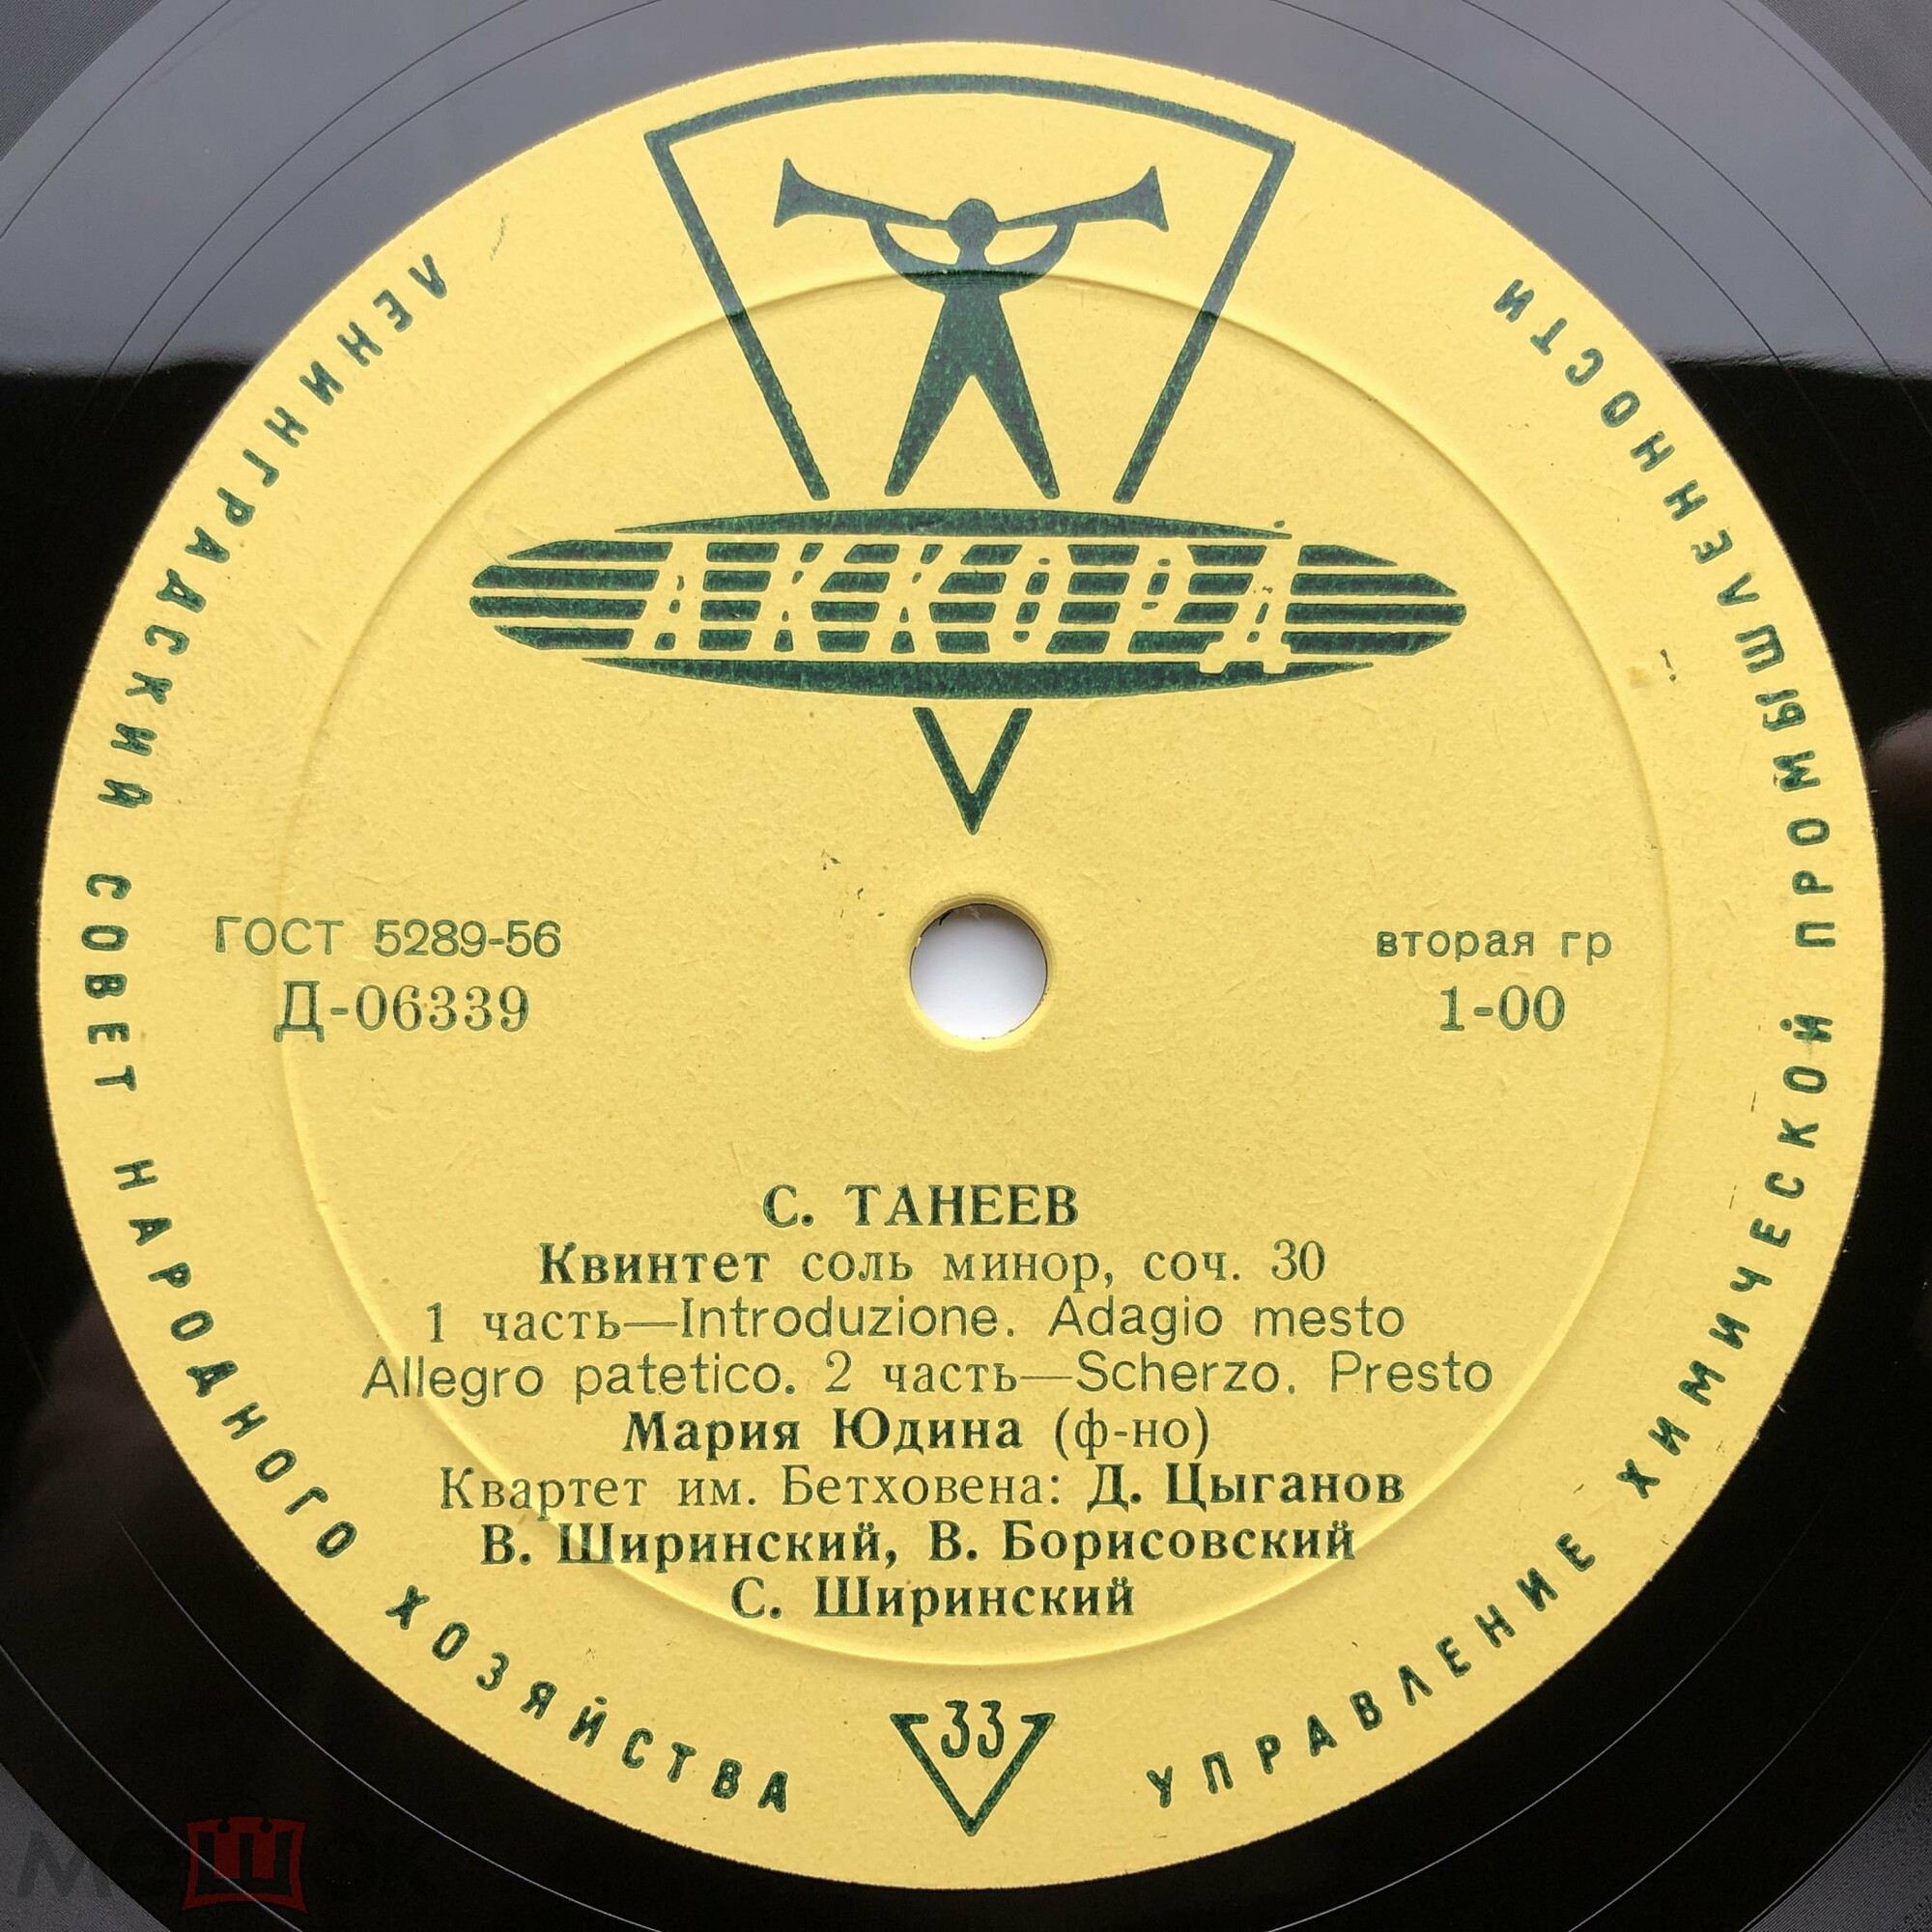 ЛЕНИНГРАДСКИЙ СОВЕТ НАРОДНОГО ХОЗЯЙСТВА
УПРАВЛЕНИЕ ХИМИЧЕСКОЙ ПРОМЫШЛЕННОСТИ
АККОРД
ГОСТ 5289-56
Д-06339
вторая гр
1-00
С. ТАНЕЕВ
Квинтет соль минор, соч. 30
1 часть—Introduzione. Adagio mesto
Allegro patetico. 2 часть—Scherzo. Presto
Мария Юдина (ф-но)
Квартет им. Бетховена: Д. Цыганов
В. Ширинский, В. Борисовский
С. Ширинский
33